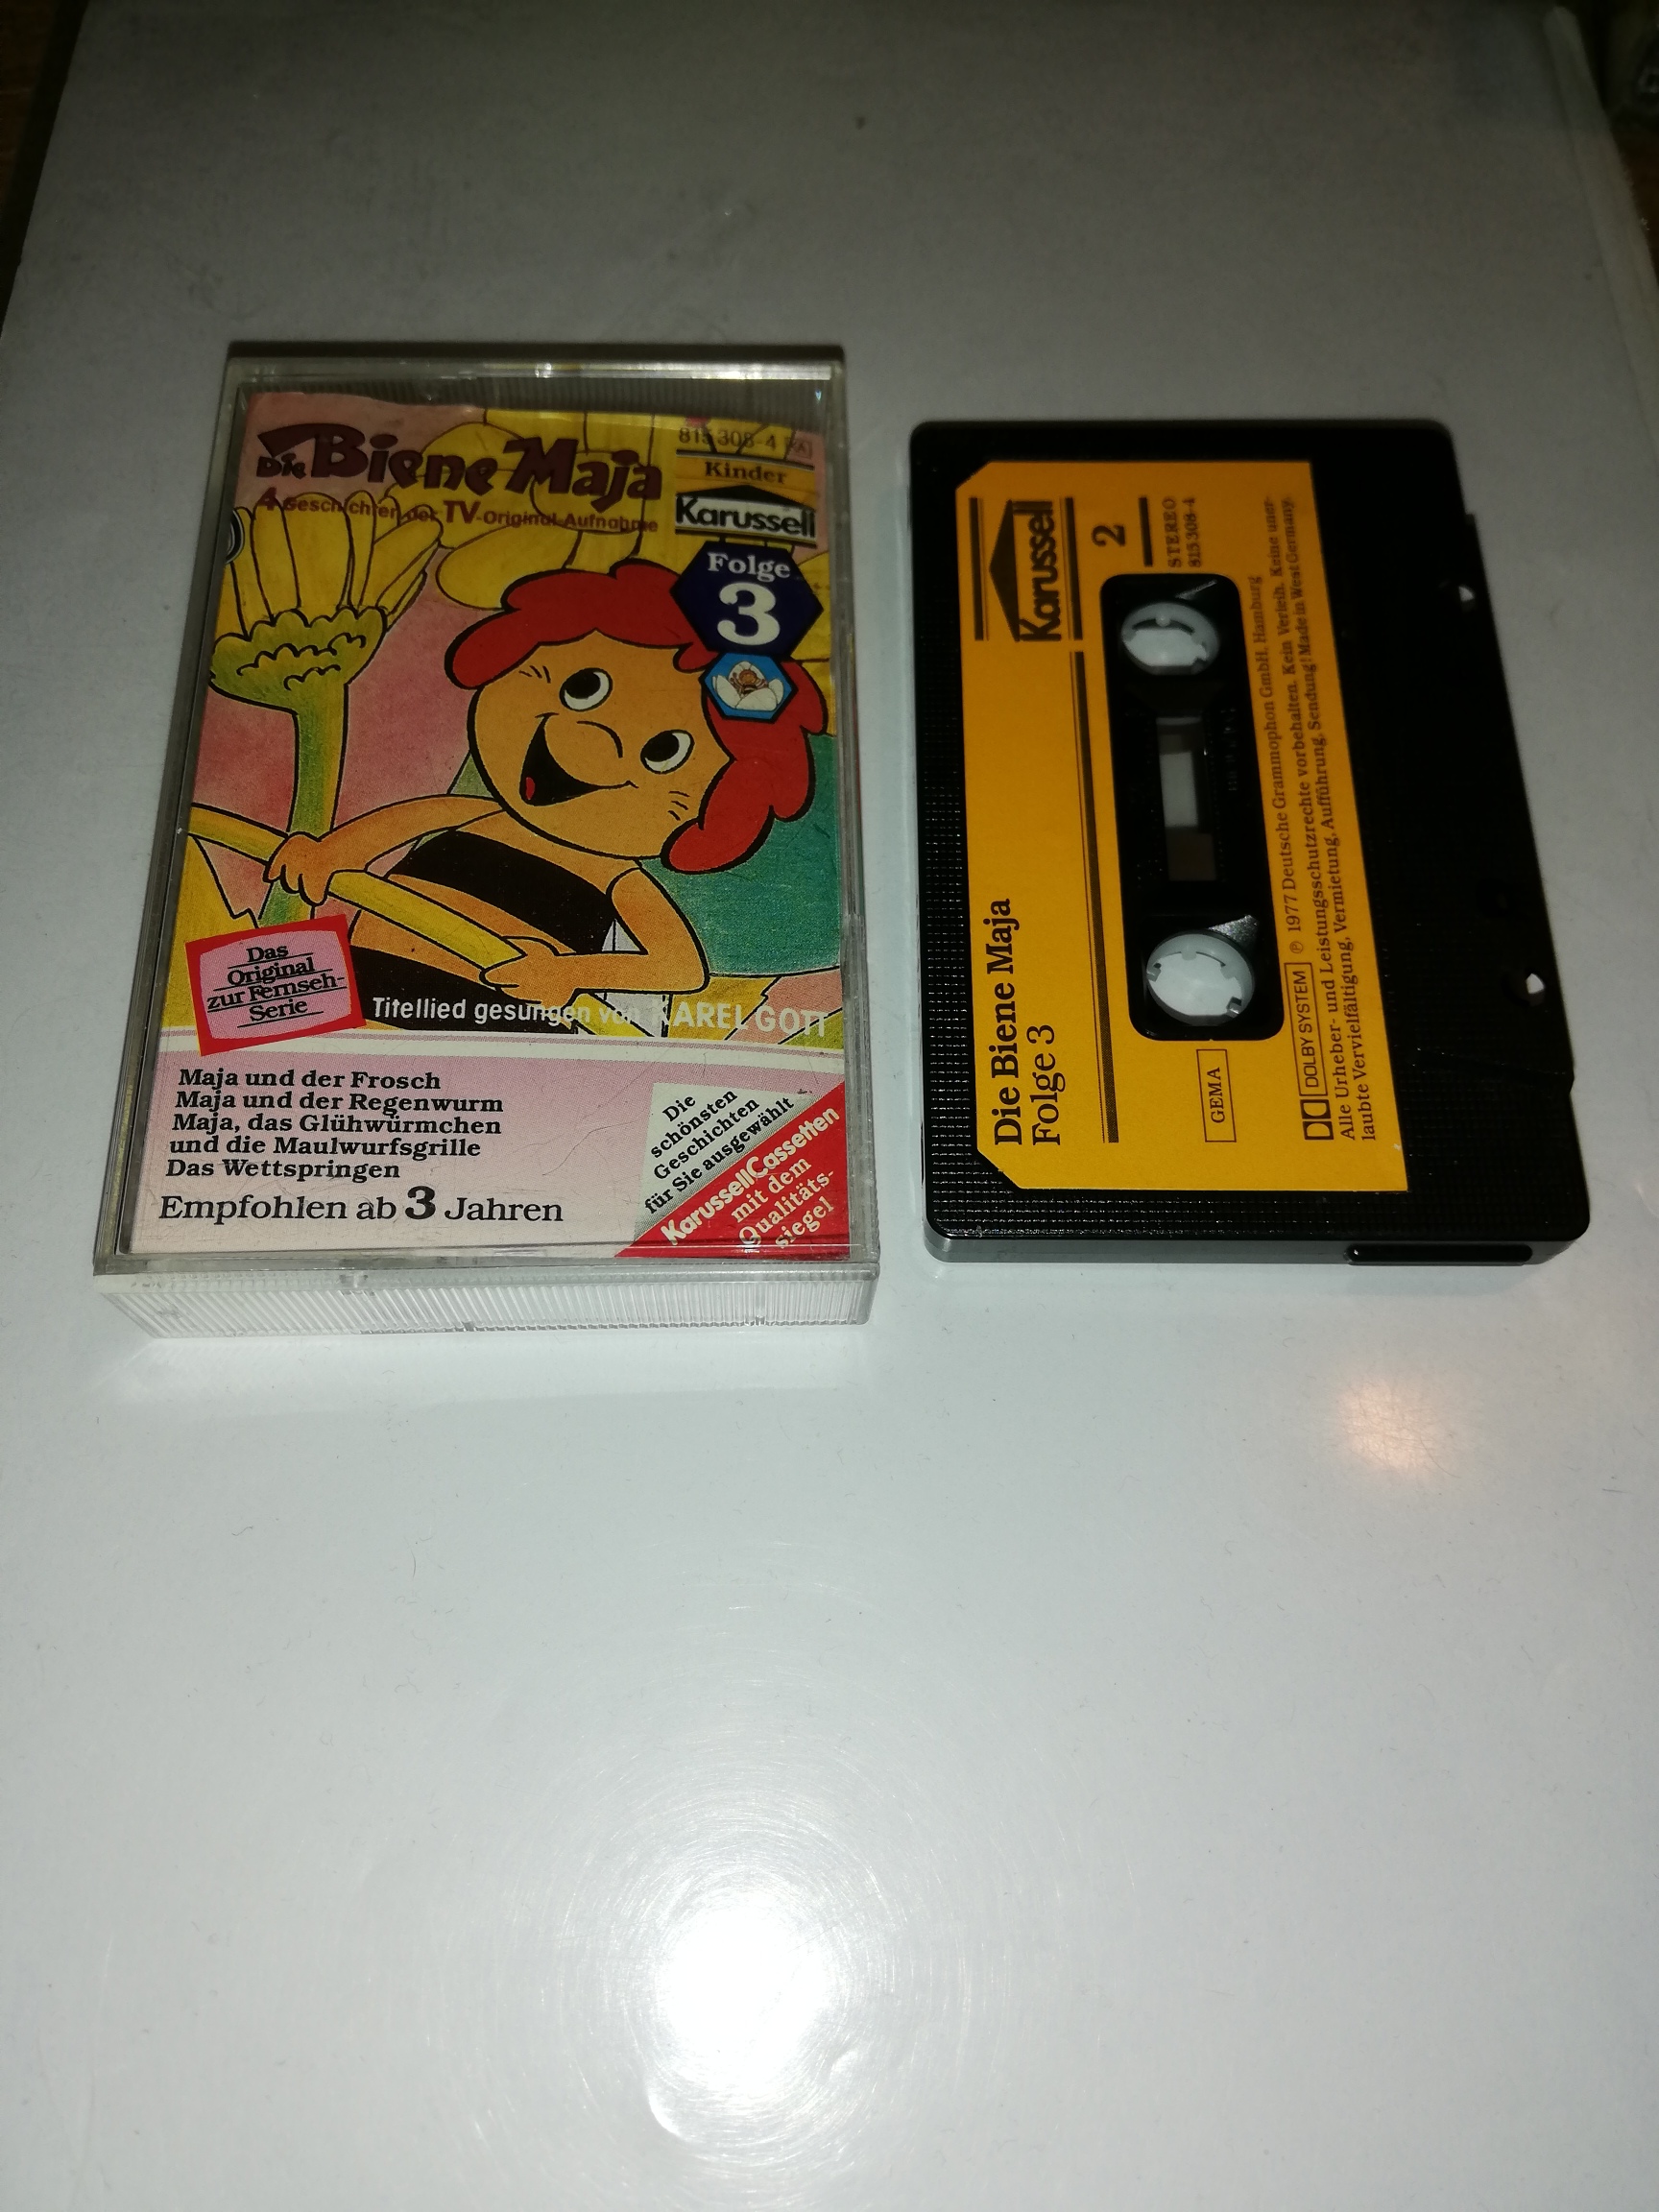 Die Biene Maja
4 Geschichten der TV-Original-Aufnahme
815 308-4
Kinder
Karussell
Folge
3
Das
Original
zur Fernseh-
Serie
Titellied gesungen von KAREL GOTT
Maja und der Frosch
Maja und der Regenwurm
Maja, das Glühwürmchen
und die Maulwurfsgrille
Das Wettspringen
Empfohlen ab 3 Jahren
Die
schönsten
Geschichten
für Sie ausgewählt
KarussellCassetten
mit dem
Qualitäts-
siegel
Die Biene Maja
Folge 3
Karussell
2
STEREO
815 308-4
GEMA
DOLBY SYSTEM ℗ 1977 Deutsche Grammophon GmbH, Hamburg
Alle Urheber- und Leistungsschutzrechte vorbehalten. Kein Verleih. Keine uner-
laubte Vervielfältigung, Vermietung, Aufführung, Sendung! Made in West Germany